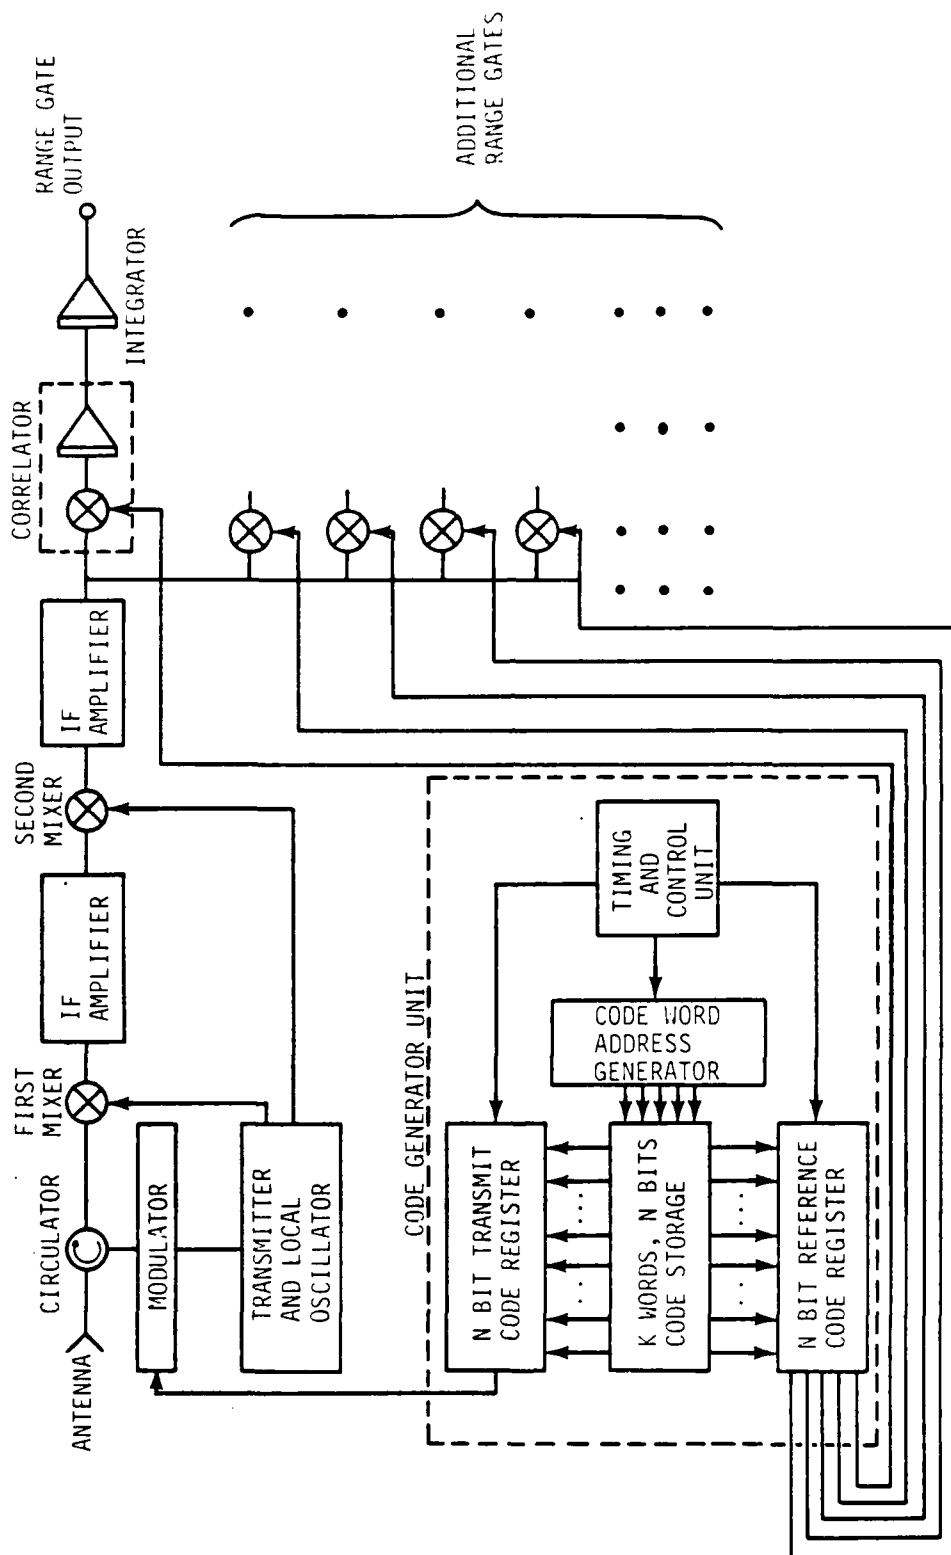 ANTENNA
CIRCULATOR
FIRST
MIXER
IF
AMPLIFIER
SECOND
MIXER
IF
AMPLIFIER
CORRELATOR
INTEGRATOR
RANGE GATE
OUTPUT
MODULATOR
TRANSMITTER
AND LOCAL
OSCILLATOR
ADDITIONAL
RANGE GATES
CODE GENERATOR UNIT
N BIT TRANSMIT
CODE REGISTER
K WORDS, N BITS
CODE STORAGE
N BIT REFERENCE
CODE REGISTER
CODE WORD
ADDRESS
GENERATOR
TIMING
AND
CONTROL
UNIT